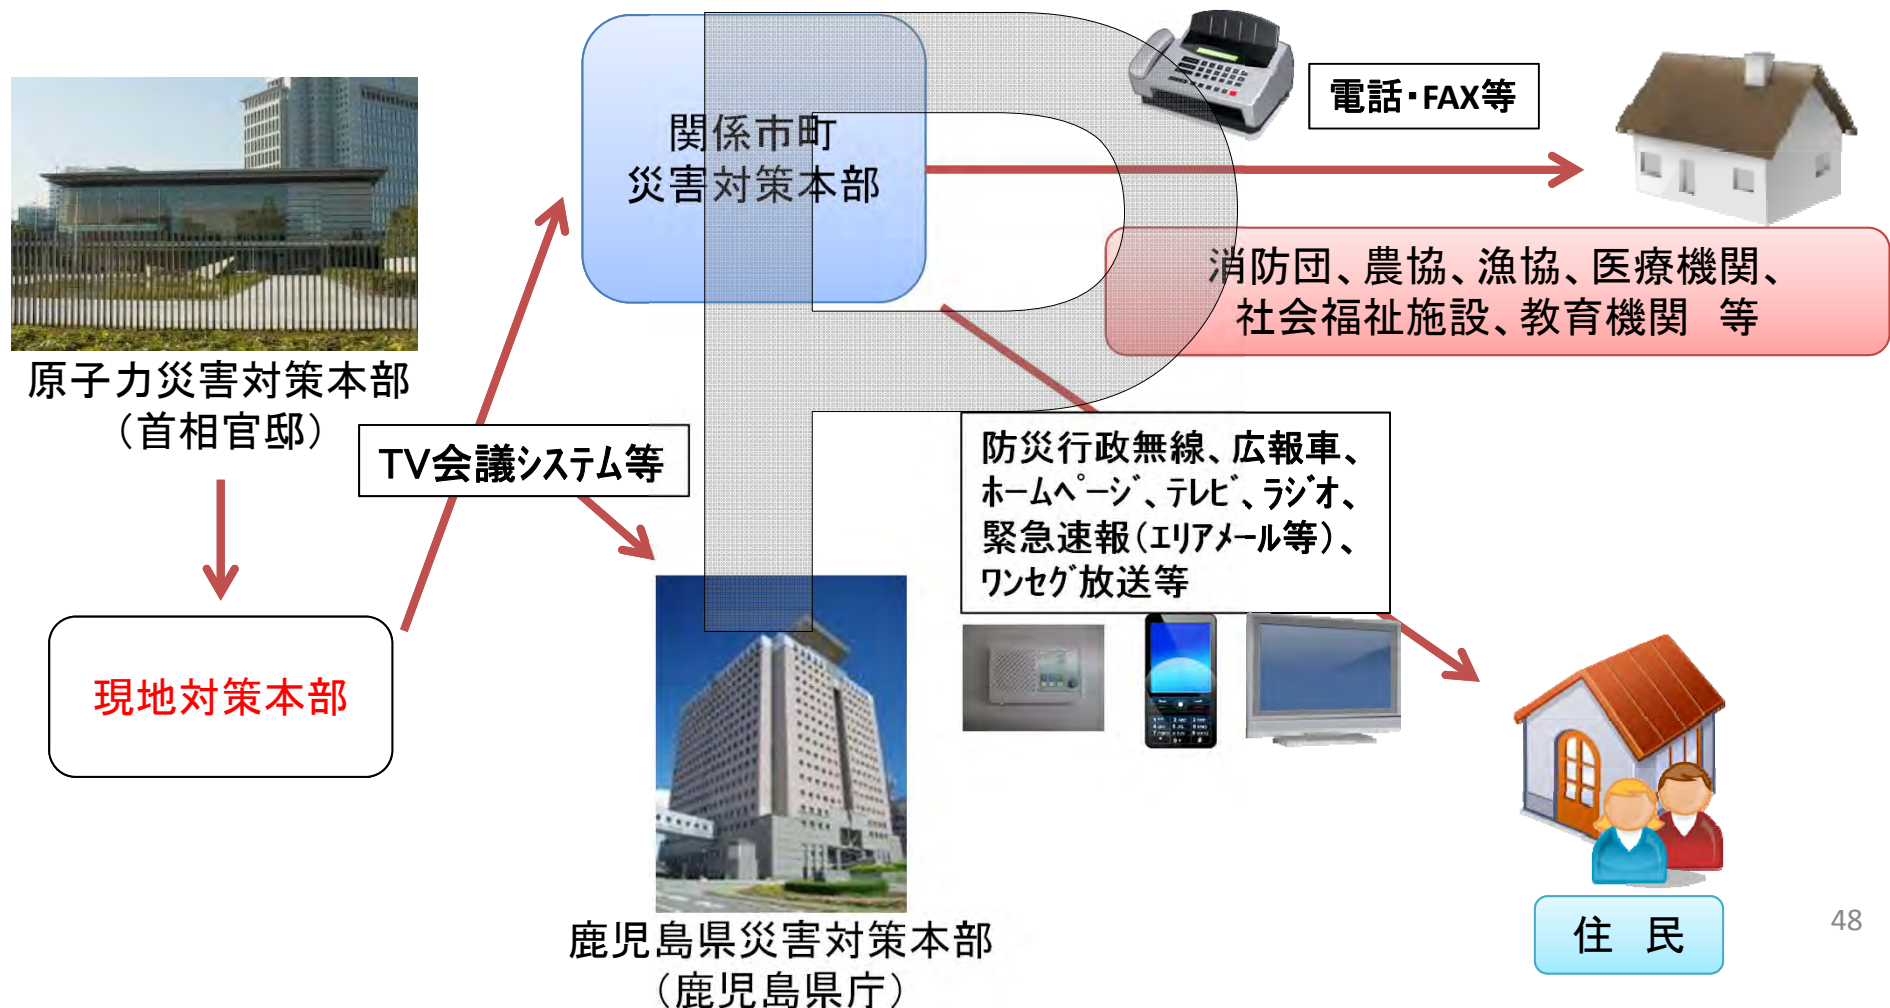 関係市町
災害対策本部
電話・FAX等
消防団、農協、漁協、医療機関、
社会福祉施設、教育機関　等
原子力災害対策本部
（首相官邸）
TV会議システム等
防災行政無線、広報車、
ﾎｰﾑﾍﾟｰｼﾞ、ﾃﾚﾋﾞ、ﾗｼﾞｵ、
緊急速報（ｴﾘｱﾒｰﾙ等）、
ﾜﾝｾｸﾞ放送等
現地対策本部
鹿児島県災害対策本部
（鹿児島県庁）
住　民
48
P